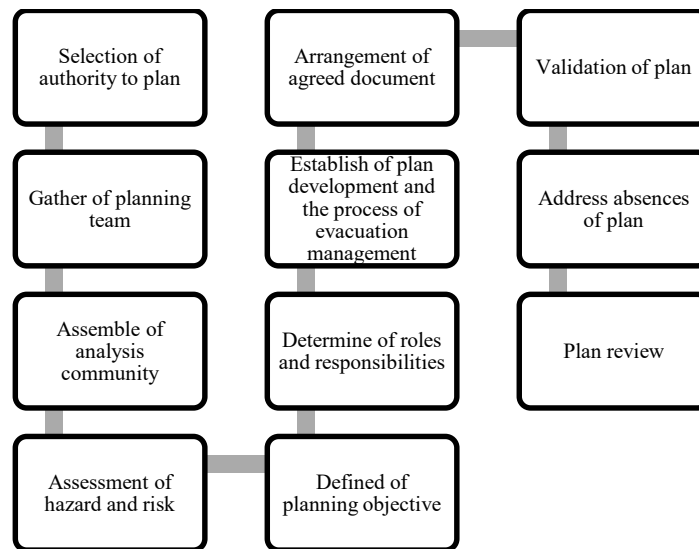 Selection of
authority to plan
Gather of planning
team
Assemble of
analysis
community
Assessment of
hazard and risk
Defined of
planning objective
Determine of roles
and responsibilities
Establish of plan
development and
the process of
evacuation
management
Arrangement of
agreed document
Validation of plan
Address absences
of plan
Plan review